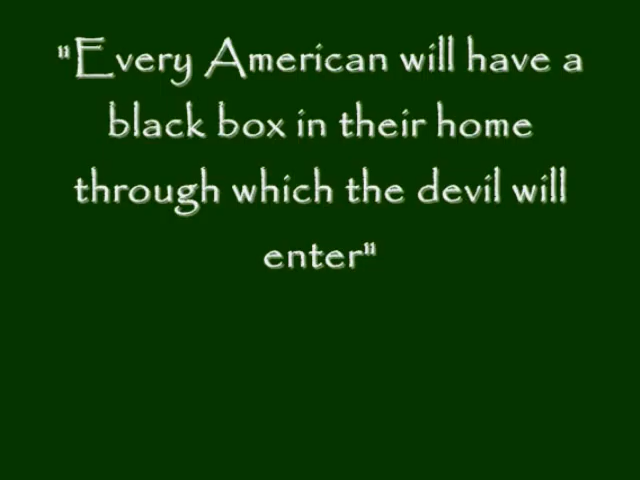 "Every American will have a
black box in their home
through which the devil will
enter"